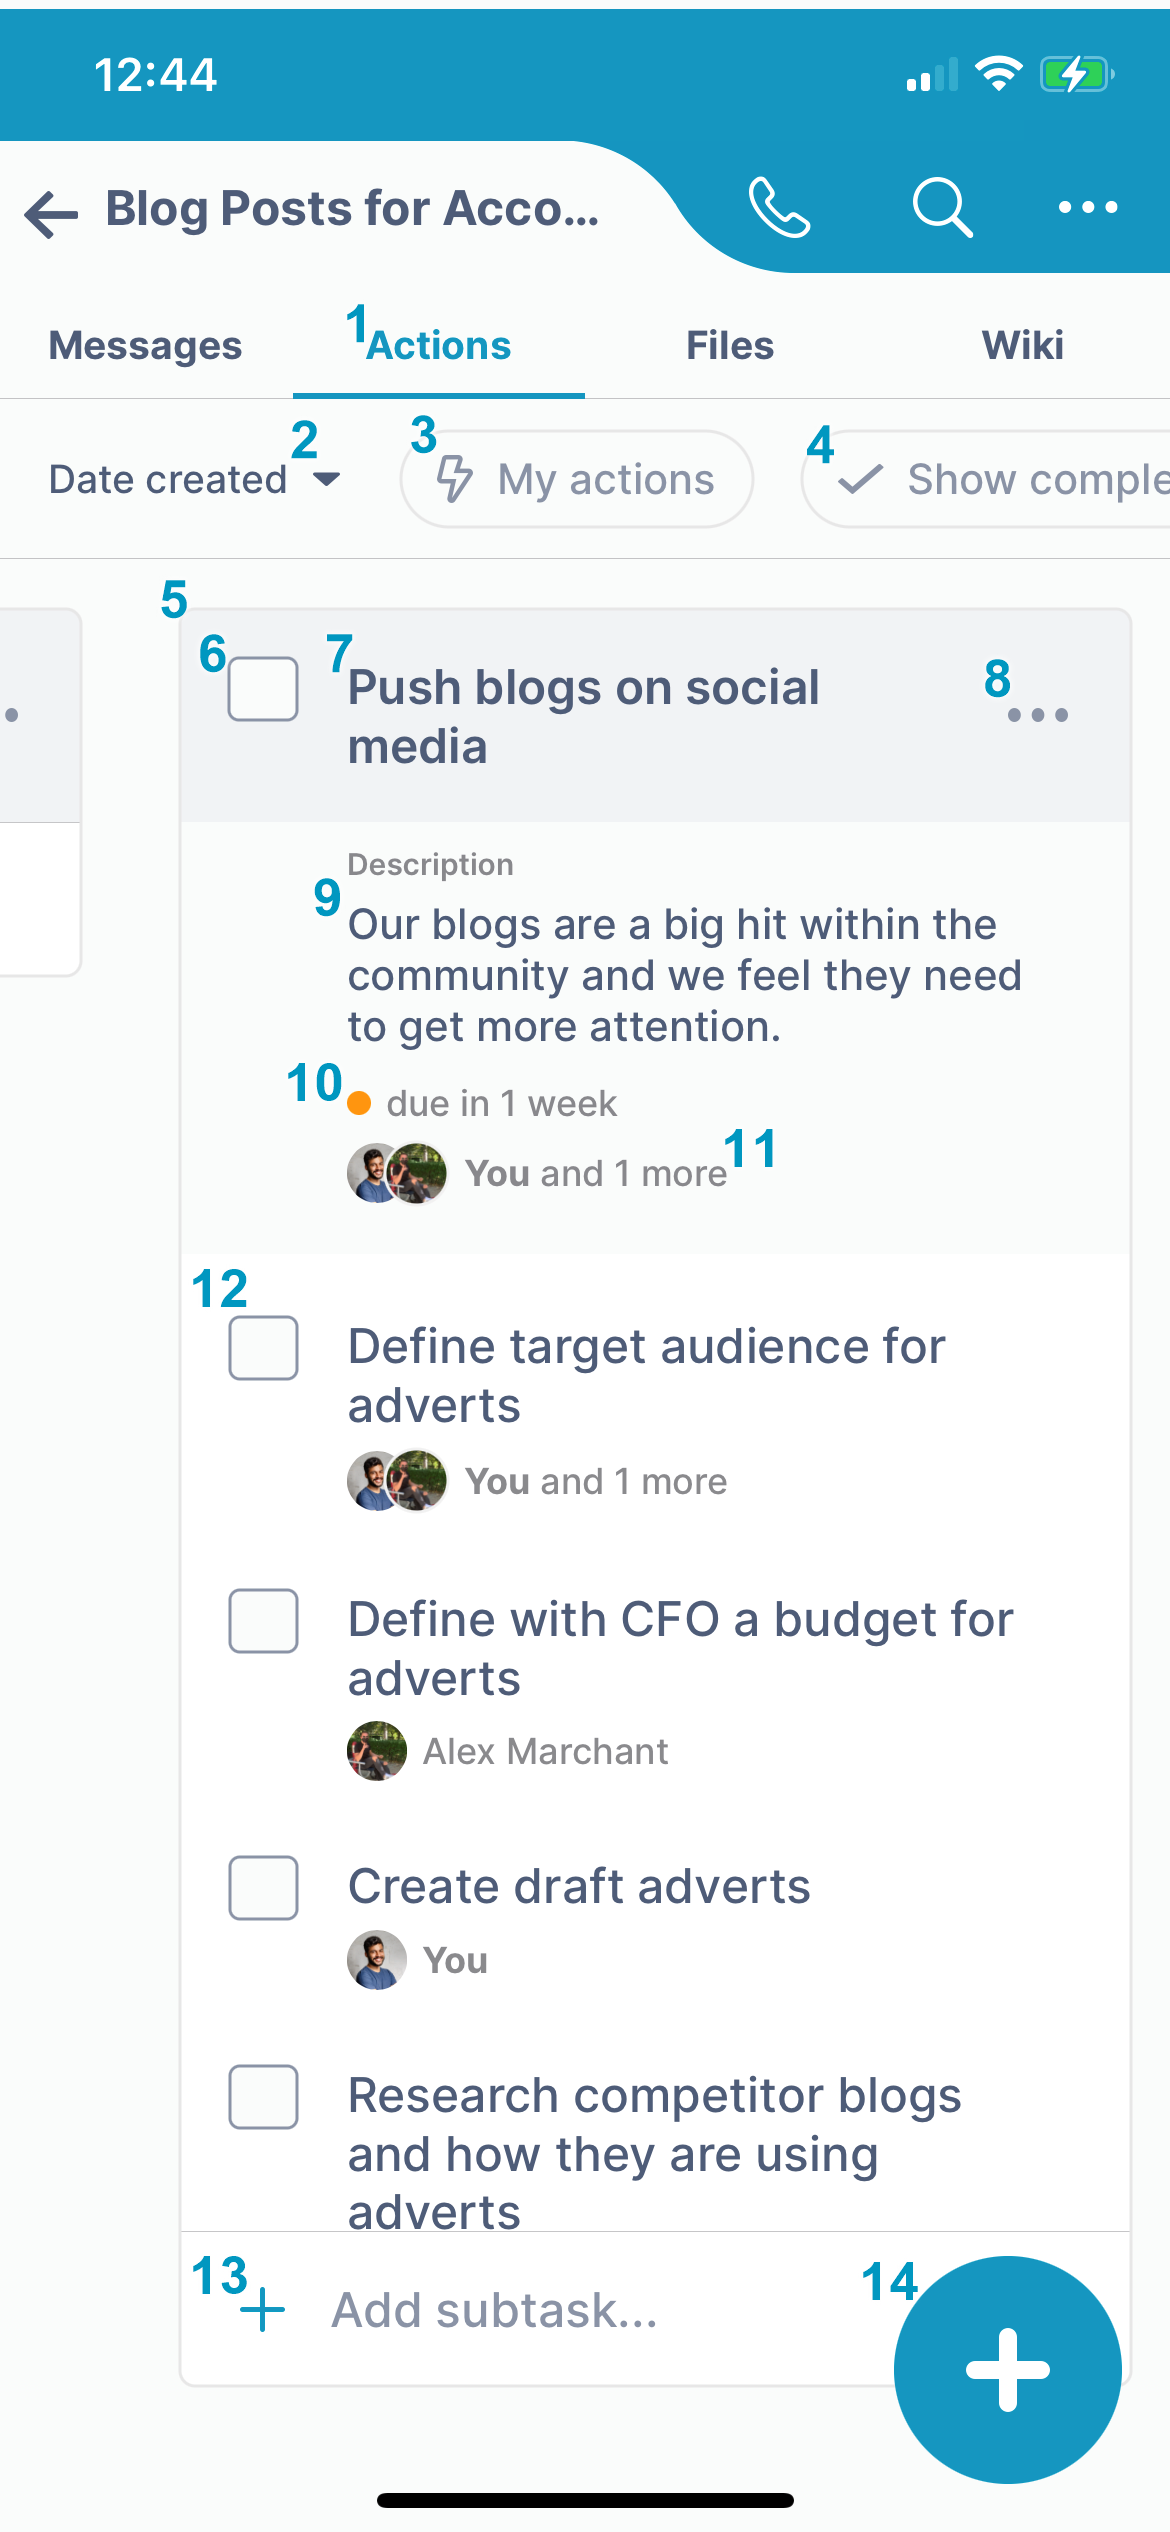 12:44
Blog Posts for Acco...
Messages
1
Actions
Files
Wiki
Date created
2
3
My actions
4
Show comple
5
6
7
Push blogs on social
media
8
Description
9
Our blogs are a big hit within the
community and we feel they need
to get more attention.
10
due in 1 week
You and 1 more
11
12
Define target audience for
adverts
You and 1 more
Define with CFO a budget for
adverts
Alex Marchant
Create draft adverts
You
Research competitor blogs
and how they are using
adverts
13
Add subtask...
14